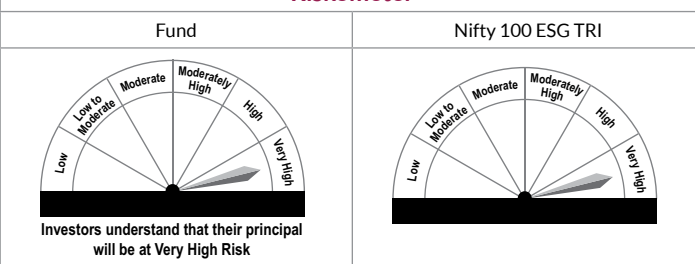 Fund
Nifty 100 ESG TRI
Low
Low to
Moderate
Moderate
Moderately
High
High
Very High
Low
Low to
Moderate
Moderate
Moderately
High
High
Very High
Investors understand that their principal
will be at Very High Risk